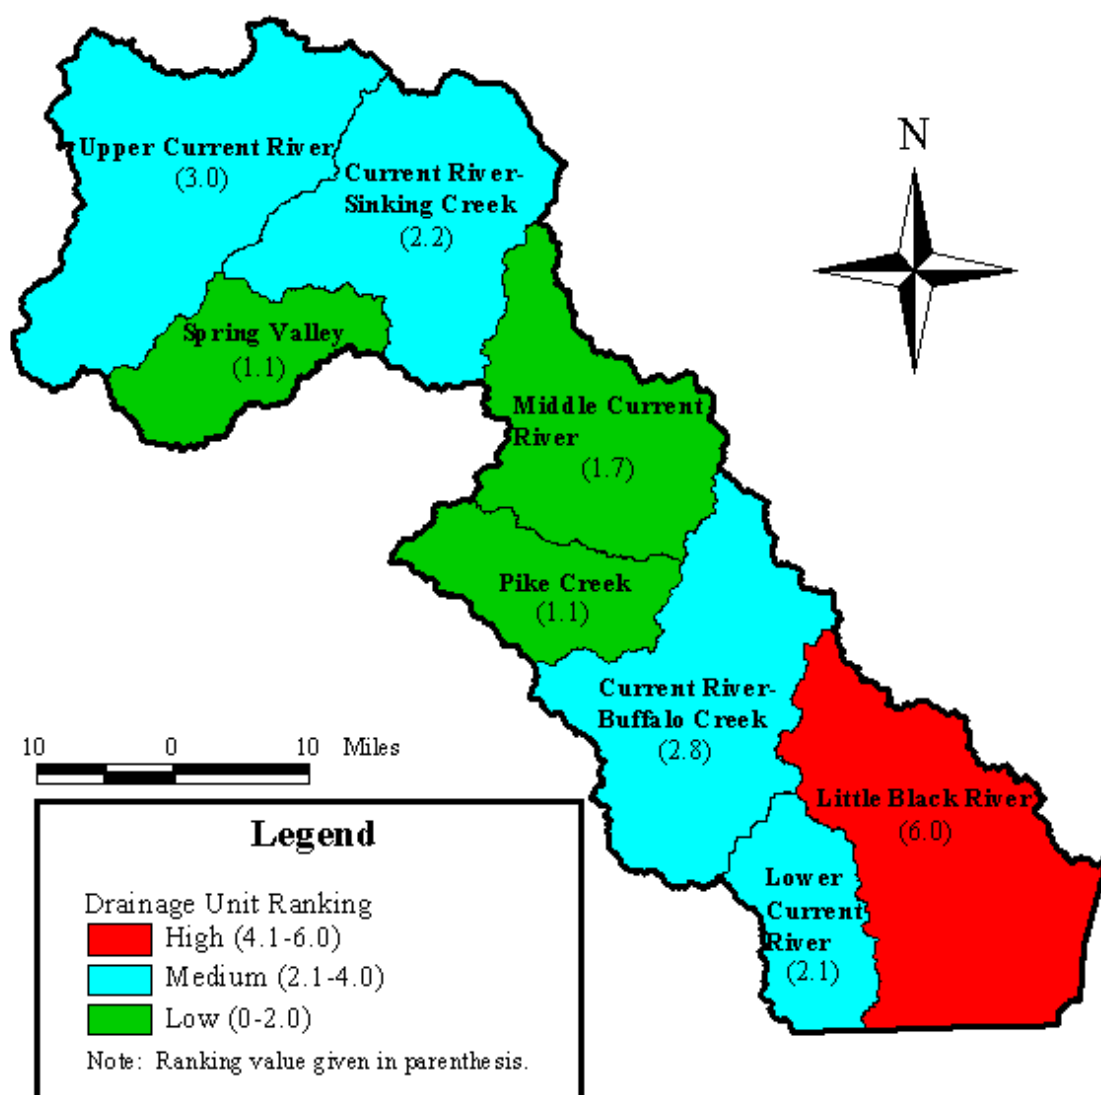 N
Upper Current River
(3.0)
Current River-
Sinking Creek
(2.2)
Spring Valley
(1.1)
Middle Current
River
(1.7)
Pike Creek
(1.1)
Current River-
Buffalo Creek
(2.8)
Little Black River
(6.0)
Lower
Current
River
(2.1)
10 0 10 Miles
Legend
Drainage Unit Ranking
High (4.1-6.0)
Medium (2.1-4.0)
Low (0-2.0)
Note: Ranking value given in parenthesis.